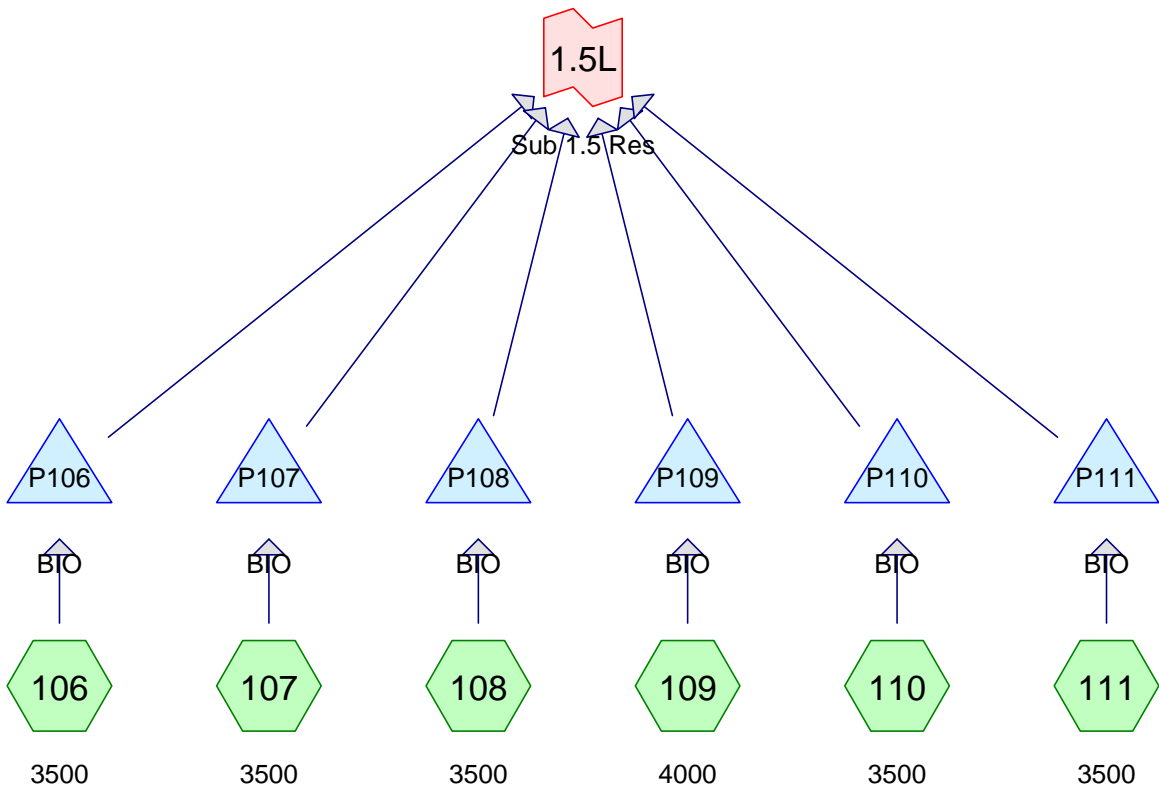 1.5L
Sub 1.5 Res
P106 P107 P108 P109 P110 P111
BIO BIO BIO BIO BIO BIO
106 107 108 109 110 111
3500 3500 3500 4000 3500 3500